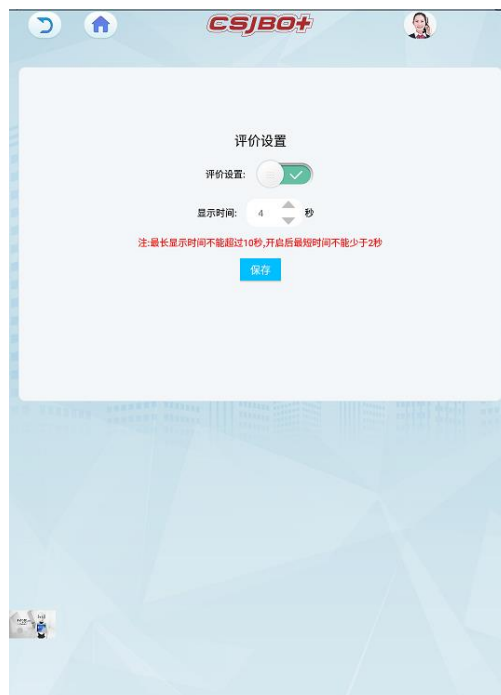 CSJBO+
评价设置
评价设置:
显示时间: 4 秒
注:最长显示时间不能超过10秒,开启后最短时间不能少于2秒
保存